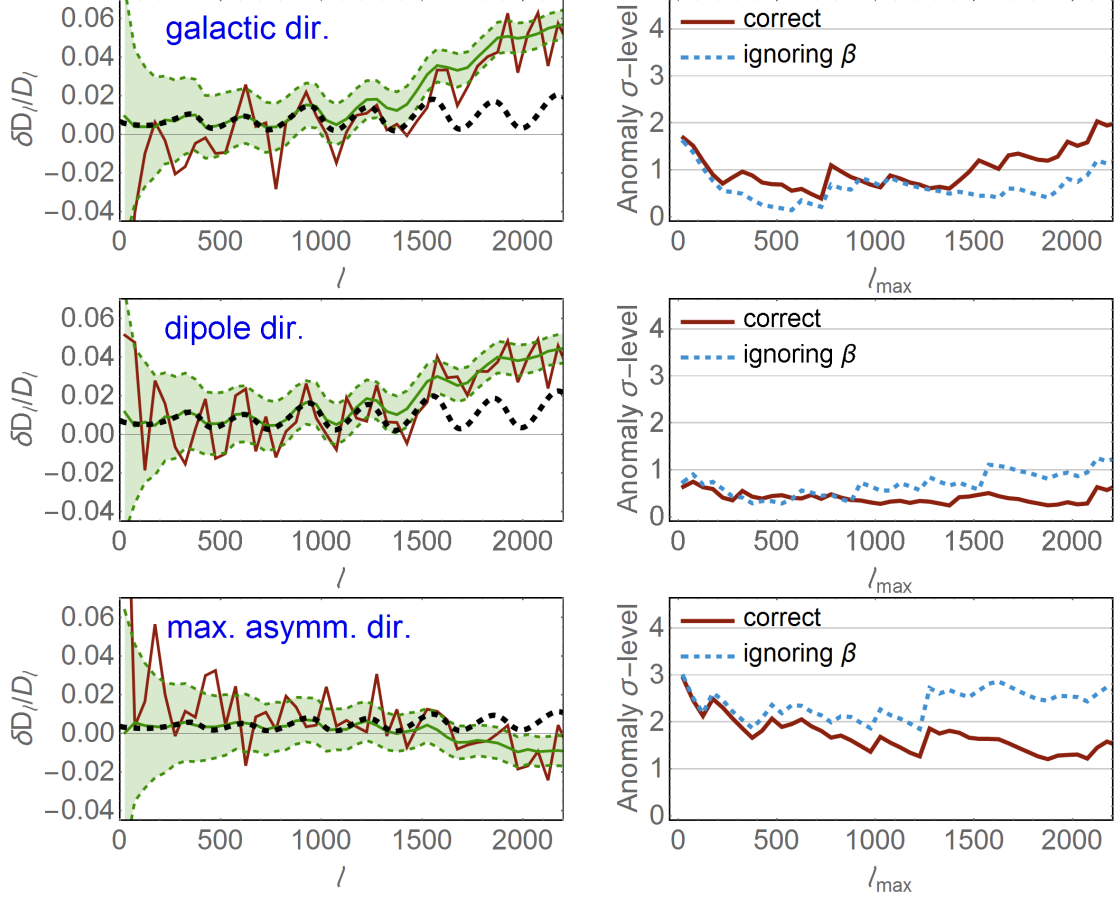 galactic dir.
δD_l/D_l
0.06
0.04
0.02
0.00
−0.02
−0.04
0 500 1000 1500 2000
l
correct
ignoring β
Anomaly σ−level
4
3
2
1
0
0 500 1000 1500 2000
l_max
dipole dir.
δD_l/D_l
0.06
0.04
0.02
0.00
−0.02
−0.04
0 500 1000 1500 2000
l
correct
ignoring β
Anomaly σ−level
4
3
2
1
0
0 500 1000 1500 2000
l_max
max. asymm. dir.
δD_l/D_l
0.06
0.04
0.02
0.00
−0.02
−0.04
0 500 1000 1500 2000
l
correct
ignoring β
Anomaly σ−level
4
3
2
1
0
0 500 1000 1500 2000
l_max